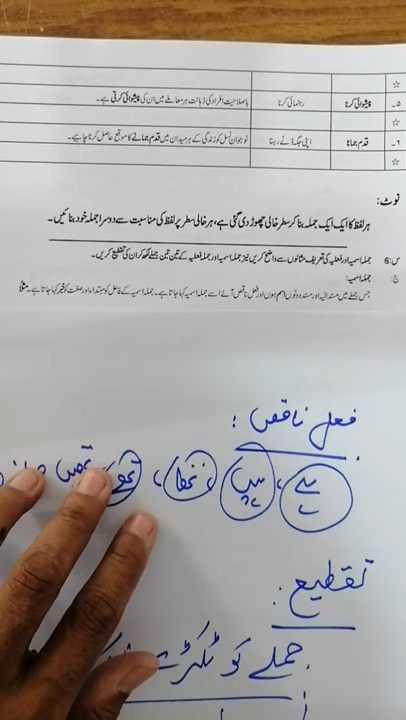 ☆
۵۔ پیشوائی کرنا رہنمائی کرنا باصلاحیت افراد کی ذہانت ہر معاملے میں ان کی پیشوائی کرتی ہے۔
☆
۶۔ قدم جمانا اپنی جگہ ڈٹے رہنا نوجوان نسل کو زندگی کے ہر میدان میں قدم جمانے کا موقع حاصل کرنا چاہیے۔
☆
نوٹ:
ہر لفظ کا ایک ایک جملہ بنا کر سطر خالی چھوڑ دی گئی ہے، ہر خالی سطر پر لفظ کی مناسبت سے دوسرا جملہ خود بنائیں۔
س:6 جملہ اسمیہ اور فعلیہ کی تعریف مثالوں سے واضح کریں نیز جملہ اسمیہ اور جملہ فعلیہ کے تین تین جملے لکھ کر ان کی تقطیع کریں۔
ج: جملہ اسمیہ:
جس جملے میں مسند الیہ اور مسند دونوں اسم ہوں اور فعل ناقص آئے اسے جملہ اسمیہ کہا جاتا ہے۔ جملہ اسمیہ کے فاعل کو مبتداء اور صفت کو خبر کہا جاتا ہے۔ مثلاً
فعل ناقص :
ہے، ہیں، تھا، تھے، تھیں
تقطیع :
جملے کو ٹکڑے